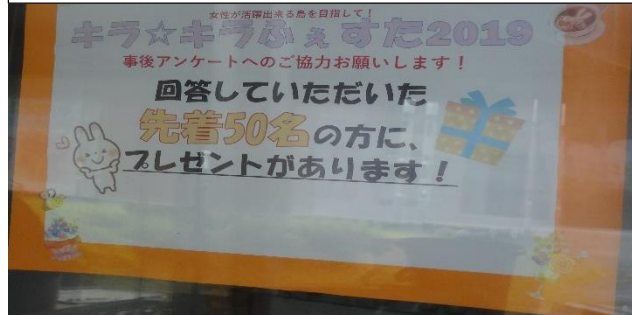 女性が活躍出来る島を目指して!
キラ☆キラふぇすた2019
事後アンケートへのご協力お願いします!
回答していただいた
先着50名の方に、
プレゼントがあります!